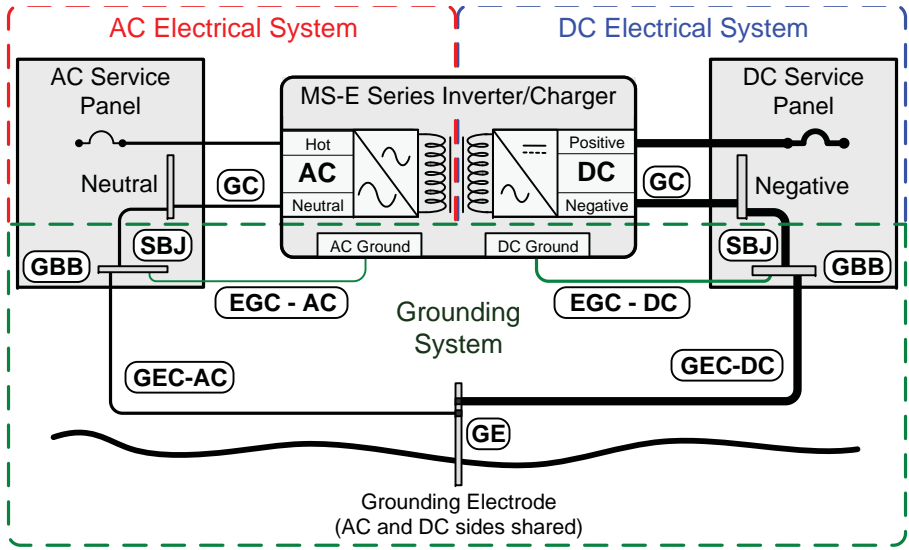 AC Electrical System
DC Electrical System
AC Service
Panel
MS-E Series Inverter/Charger
DC Service
Panel
Hot
AC
Neutral
Positive
DC
Negative
Neutral
GC
GC
Negative
SBJ
AC Ground
DC Ground
SBJ
GBB
GBB
EGC - AC
EGC - DC
Grounding
System
GEC-AC
GEC-DC
GE
Grounding Electrode
(AC and DC sides shared)